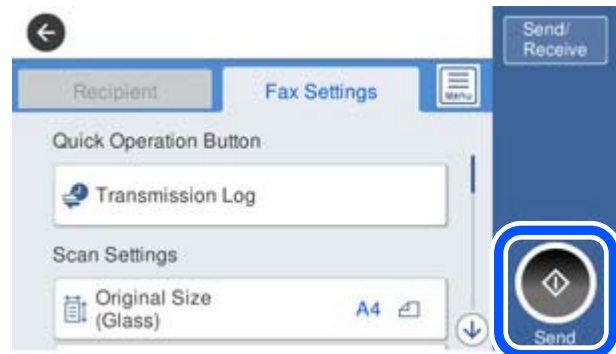 Send/
Receive
Recipient
Fax Settings
Menu
Quick Operation Button
Transmission Log
Scan Settings
Original Size
(Glass)
A4
Send